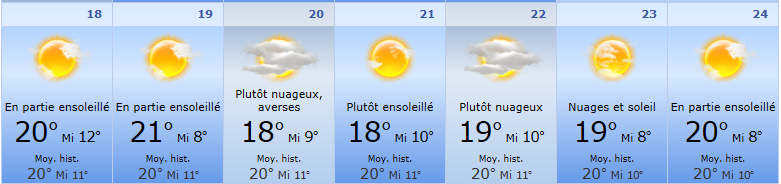 18
En partie ensoleillé
20° Mi 12°
Moy. hist.
20° Mi 11°
19
En partie ensoleillé
21° Mi 8°
Moy. hist.
20° Mi 11°
20
Plutôt nuageux,
averses
18° Mi 9°
Moy. hist.
20° Mi 11°
21
Plutôt ensoleillé
18° Mi 10°
Moy. hist.
20° Mi 11°
22
Plutôt nuageux
19° Mi 10°
Moy. hist.
20° Mi 11°
23
Nuages et soleil
19° Mi 8°
Moy. hist.
20° Mi 10°
24
En partie ensoleillé
20° Mi 8°
Moy. hist.
20° Mi 10°